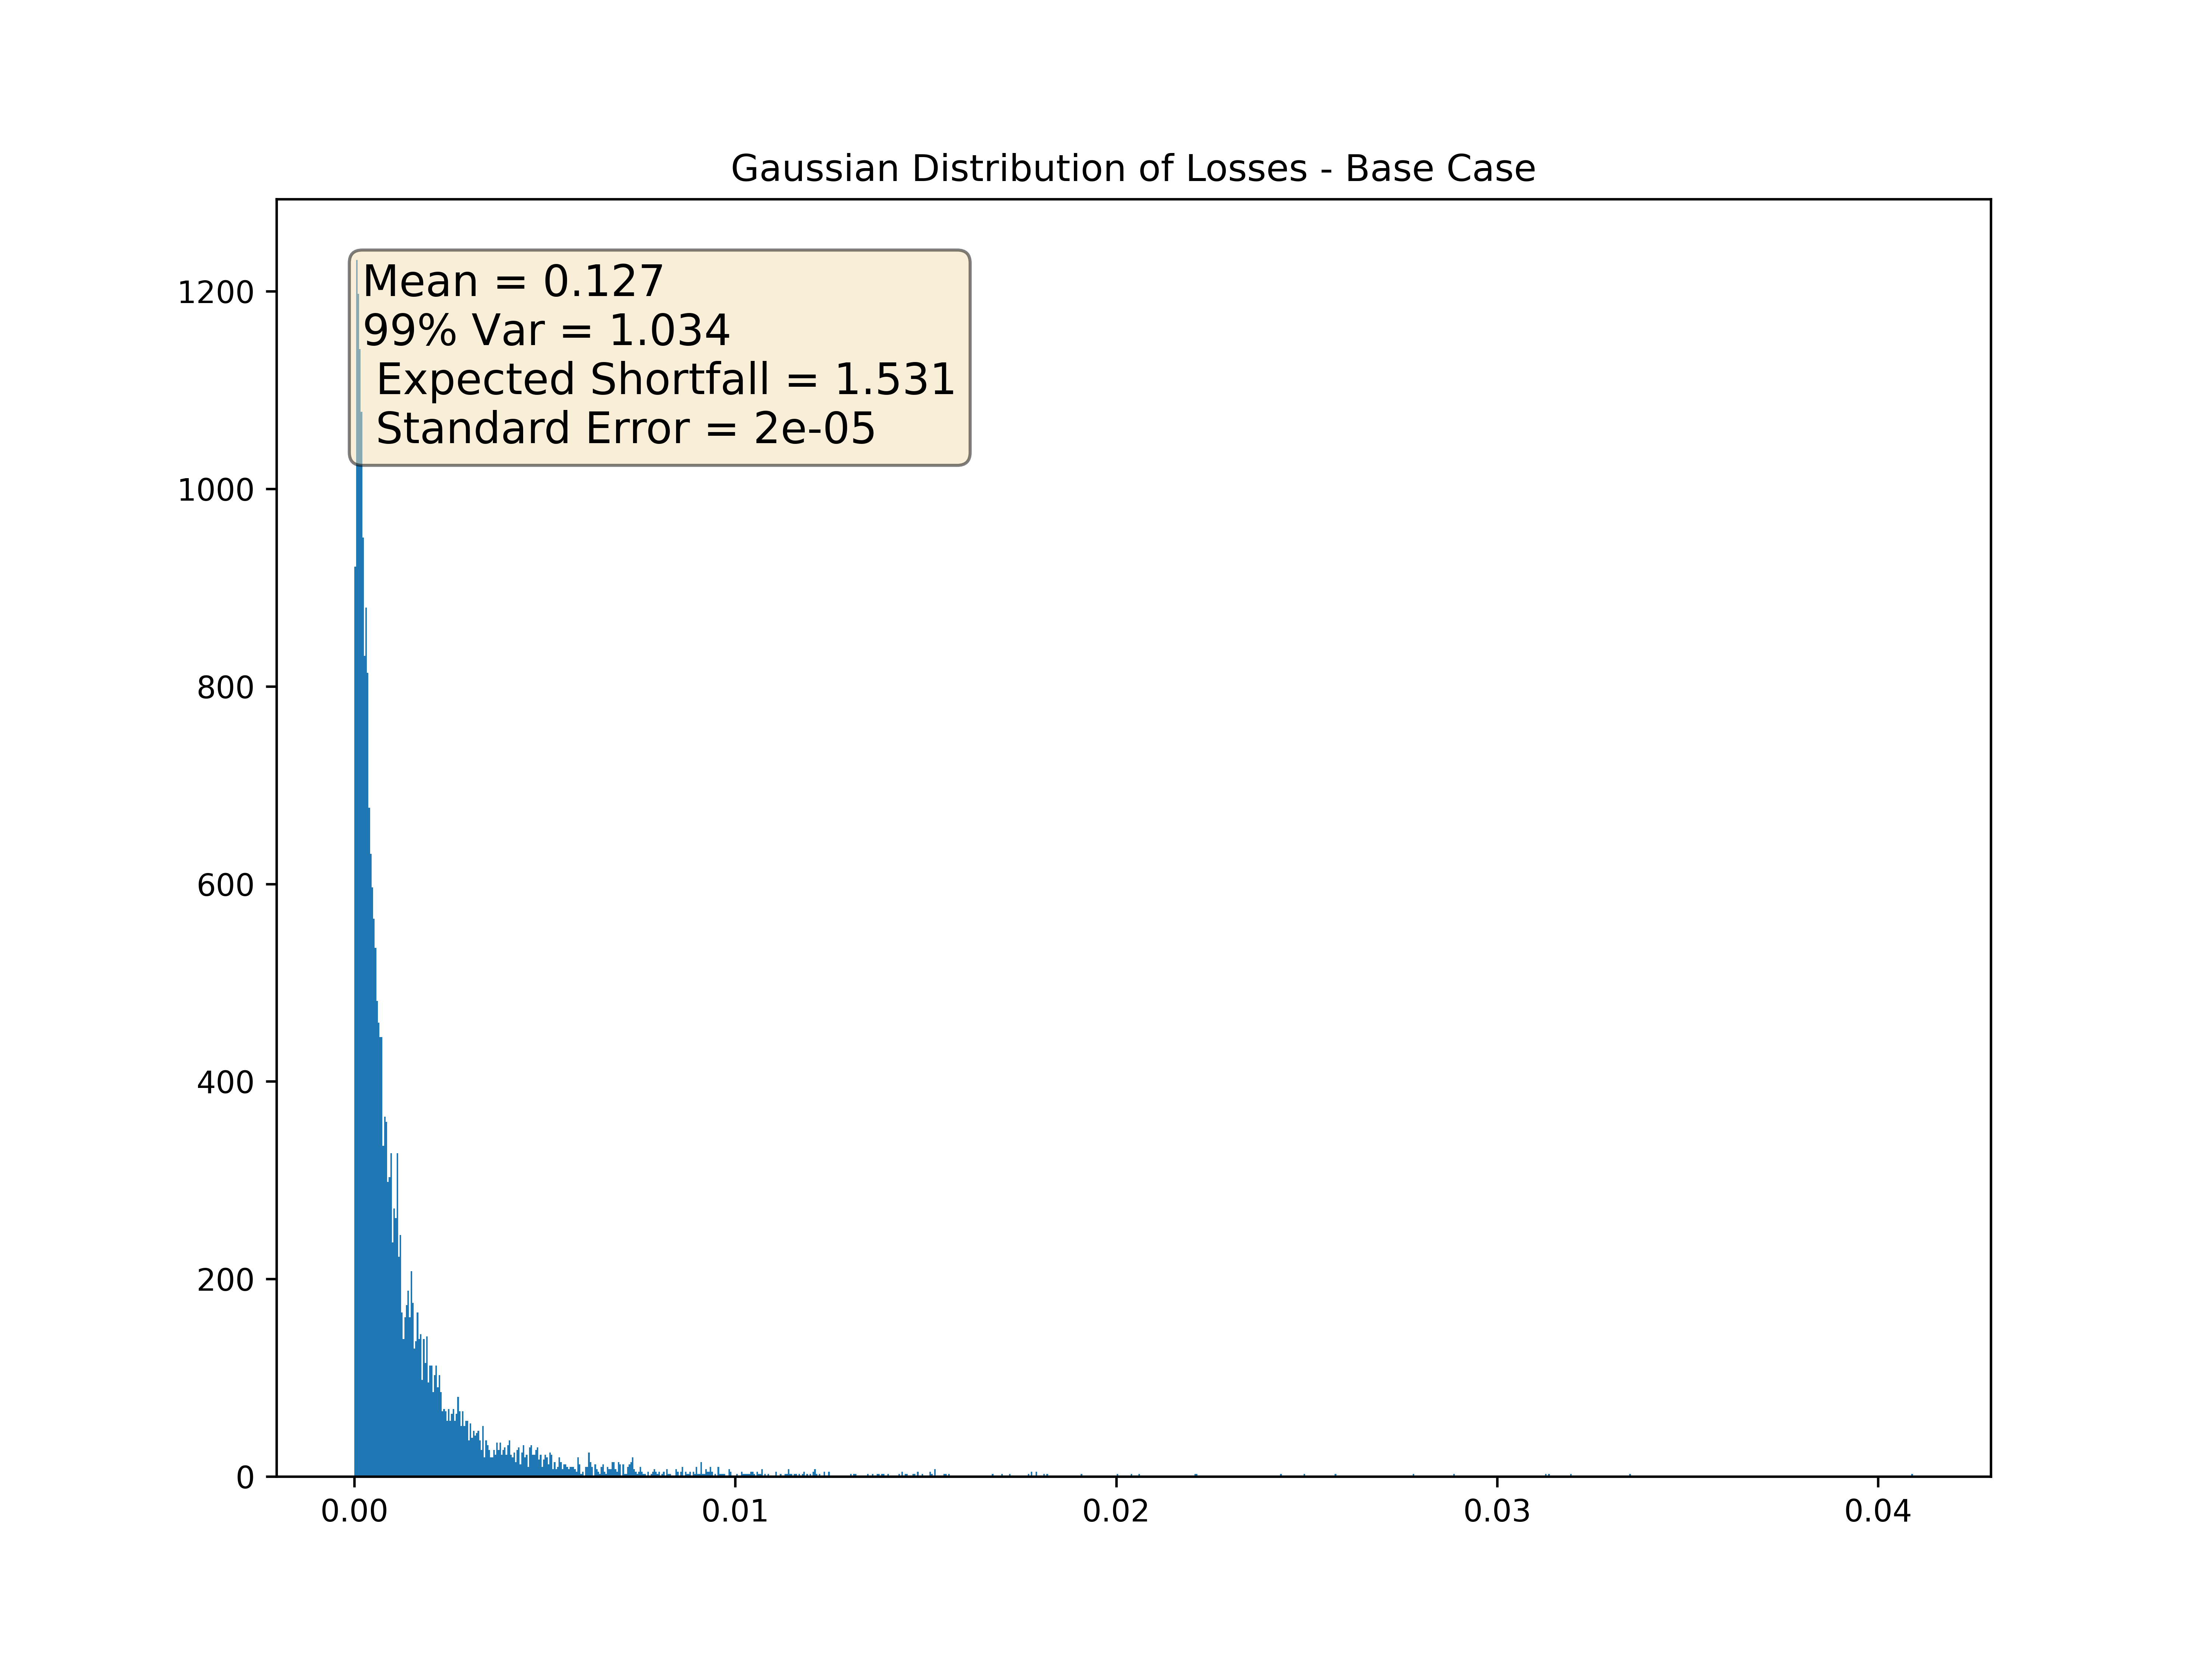 Gaussian Distribution of Losses - Base Case
Mean = 0.127
99% Var = 1.034
Expected Shortfall = 1.531
Standard Error = 2e-05
1200
1000
800
600
400
200
0
0.00 0.01 0.02 0.03 0.04